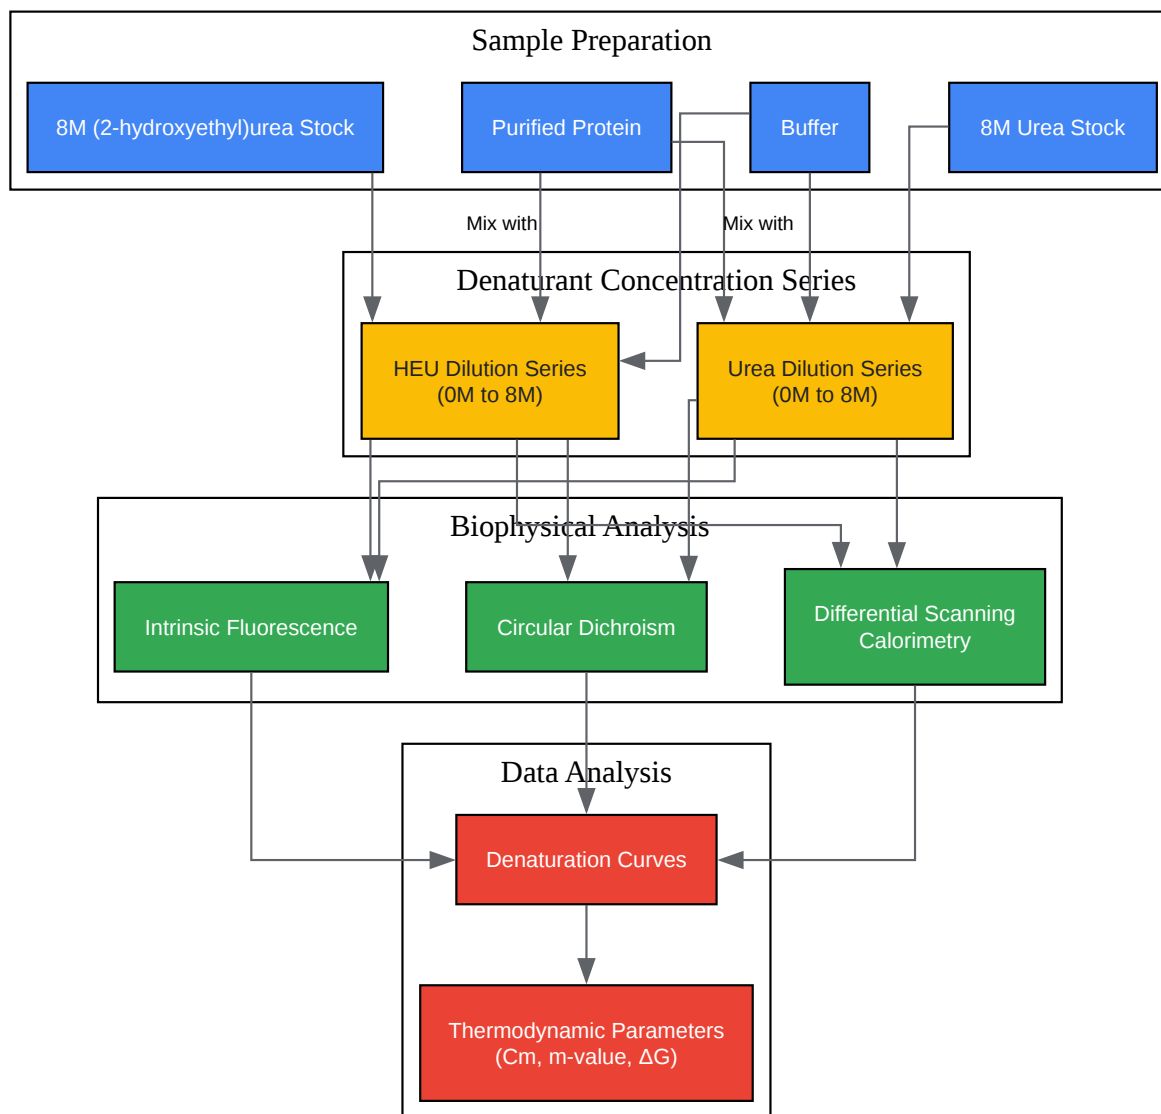 Sample Preparation
8M (2-hydroxyethyl)urea Stock
Purified Protein
Buffer
8M Urea Stock
Mix with
Mix with
Denaturant Concentration Series
HEU Dilution Series
(0M to 8M)
Urea Dilution Series
(0M to 8M)
Biophysical Analysis
Intrinsic Fluorescence
Circular Dichroism
Differential Scanning
Calorimetry
Data Analysis
Denaturation Curves
Thermodynamic Parameters
(Cm, m-value, ΔG)